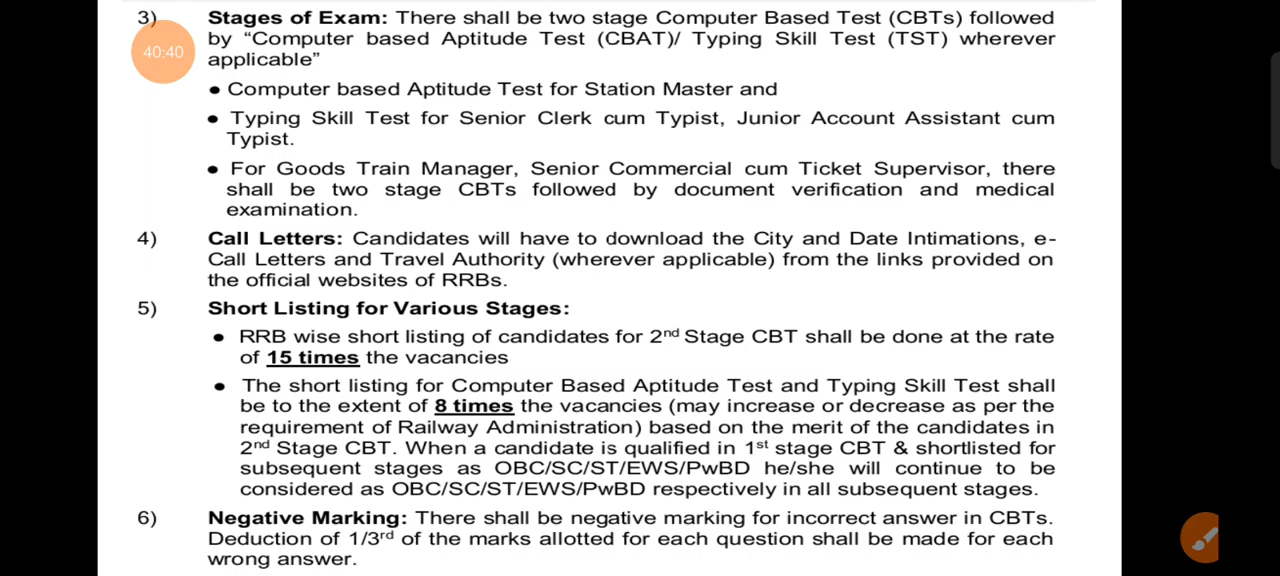 3) Stages of Exam: There shall be two stage Computer Based Test (CBTs) followed
40:40
by “Computer based Aptitude Test (CBAT)/ Typing Skill Test (TST) wherever
applicable”
• Computer based Aptitude Test for Station Master and
• Typing Skill Test for Senior Clerk cum Typist, Junior Account Assistant cum
Typist.
• For Goods Train Manager, Senior Commercial cum Ticket Supervisor, there
shall be two stage CBTs followed by document verification and medical
examination.
4) Call Letters: Candidates will have to download the City and Date Intimations, e-
Call Letters and Travel Authority (wherever applicable) from the links provided on
the official websites of RRBs.
5) Short Listing for Various Stages:
• RRB wise short listing of candidates for 2nd Stage CBT shall be done at the rate
of 15 times the vacancies
• The short listing for Computer Based Aptitude Test and Typing Skill Test shall
be to the extent of 8 times the vacancies (may increase or decrease as per the
requirement of Railway Administration) based on the merit of the candidates in
2nd Stage CBT. When a candidate is qualified in 1st stage CBT & shortlisted for
subsequent stages as OBC/SC/ST/EWS/PwBD he/she will continue to be
considered as OBC/SC/ST/EWS/PwBD respectively in all subsequent stages.
6) Negative Marking: There shall be negative marking for incorrect answer in CBTs.
Deduction of 1/3rd of the marks allotted for each question shall be made for each
wrong answer.